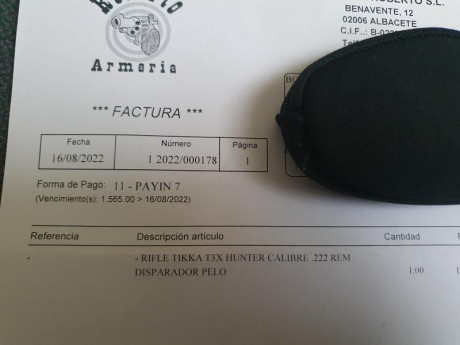 Armeria
ROBERTO S.L.
BENAVENTE, 12
02006 ALBACETE
C.I.F..: B-02
*** FACTURA ***
Fecha Número Página
16/08/2022 1 2022/000178 1
Forma de Pago: 11 - PAYIN 7
(Vencimiento(s): 1,565.00 > 16/08/2022)
Referencia Descripción artículo Cantidad
- - RIFLE TIKKA T3X HUNTER CALIBRE .222 REM
DISPARADOR PELO 1.00